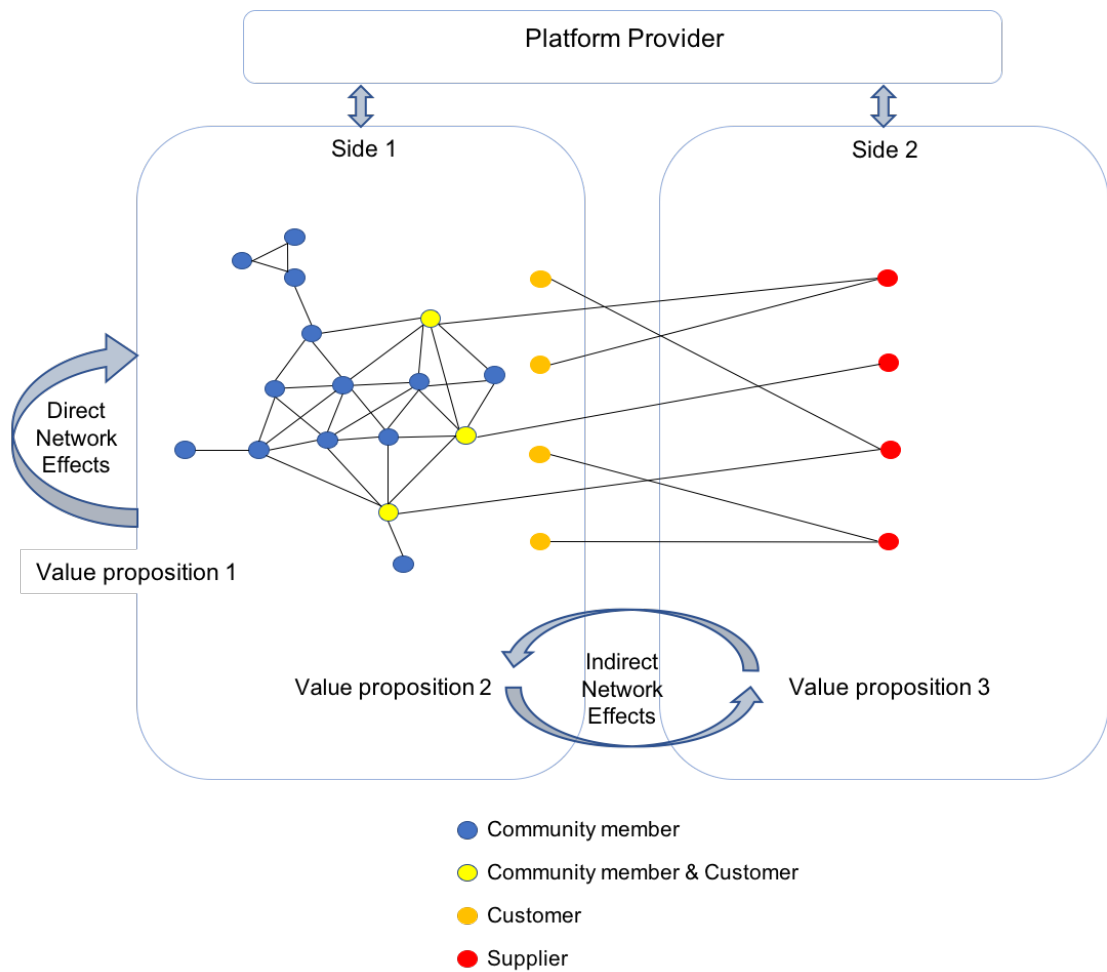 Platform Provider
Side 1
Side 2
Direct
Network
Effects
Value proposition 1
Value proposition 2
Indirect
Network
Effects
Value proposition 3
Community member
Community member & Customer
Customer
Supplier